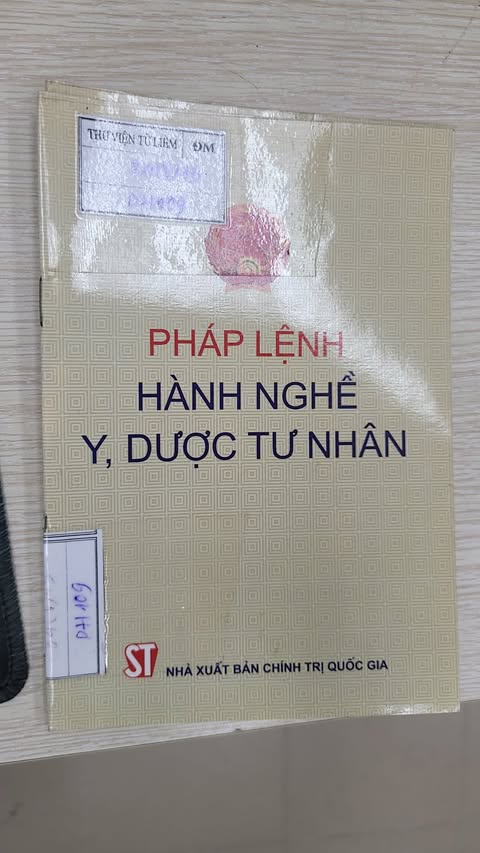 THƯ VIỆN TỪ LIÊM ĐM
PHÁP LỆNH
HÀNH NGHỀ
Y, DƯỢC TƯ NHÂN
DH109
ST NHÀ XUẤT BẢN CHÍNH TRỊ QUỐC GIA